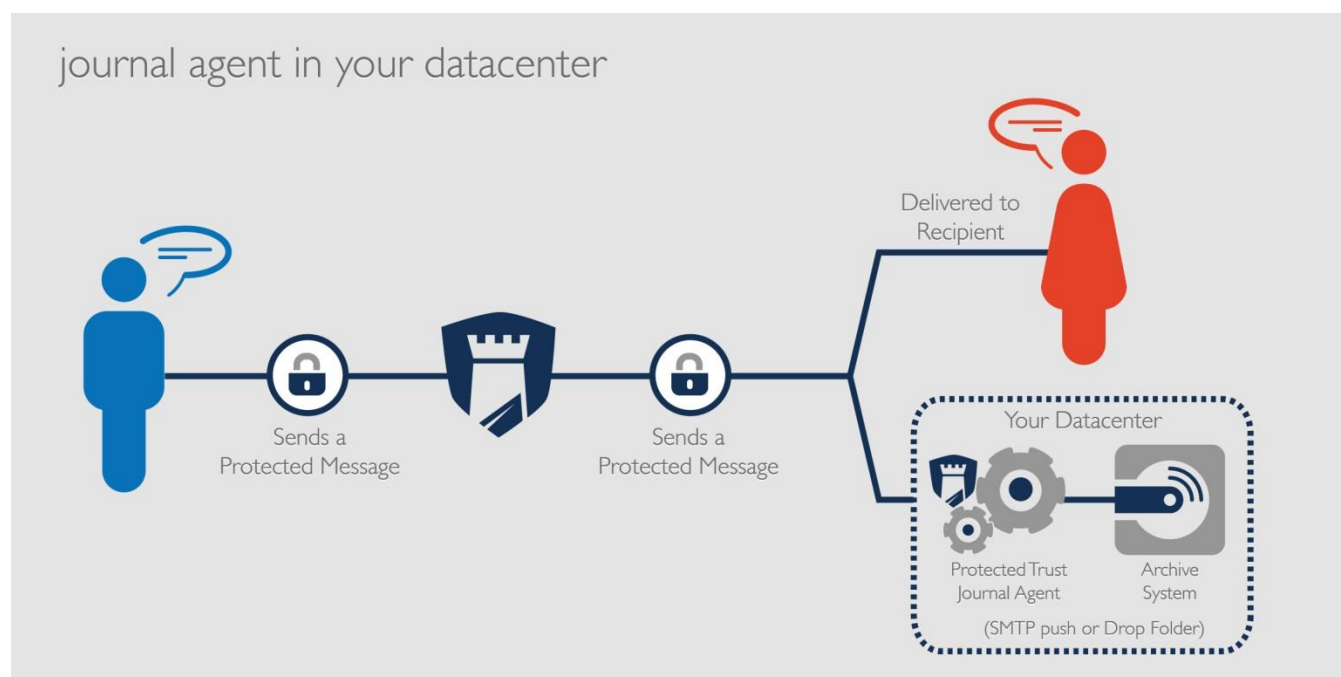 journal agent in your datacenter
Delivered to
Recipient
Sends a
Protected Message
Sends a
Protected Message
Your Datacenter
Protected Trust
Journal Agent
Archive
System
(SMTP push or Drop Folder)